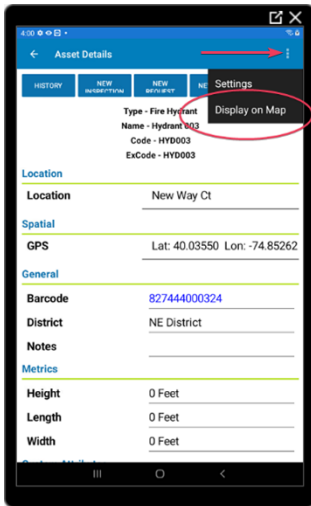 4:00
Asset Details
HISTORY
NEW INSPECTION
NEW REQUEST
NE
Settings
Display on Map
Type - Fire Hydrant
Name - Hydrant 003
Code - HYD003
ExCode - HYD003
Location
Location New Way Ct
Spatial
GPS Lat: 40.03550 Lon: -74.85262
General
Barcode 827444000324
District NE District
Notes
Metrics
Height 0 Feet
Length 0 Feet
Width 0 Feet